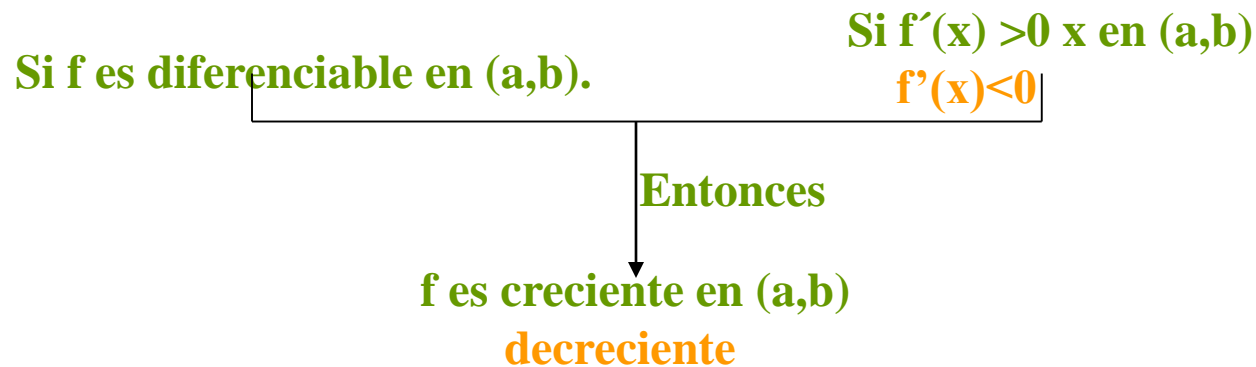 Si f´(x) >0 x en (a,b)
Si f es diferenciable en (a,b).
f’(x)<0
Entonces
f es creciente en (a,b)
decreciente